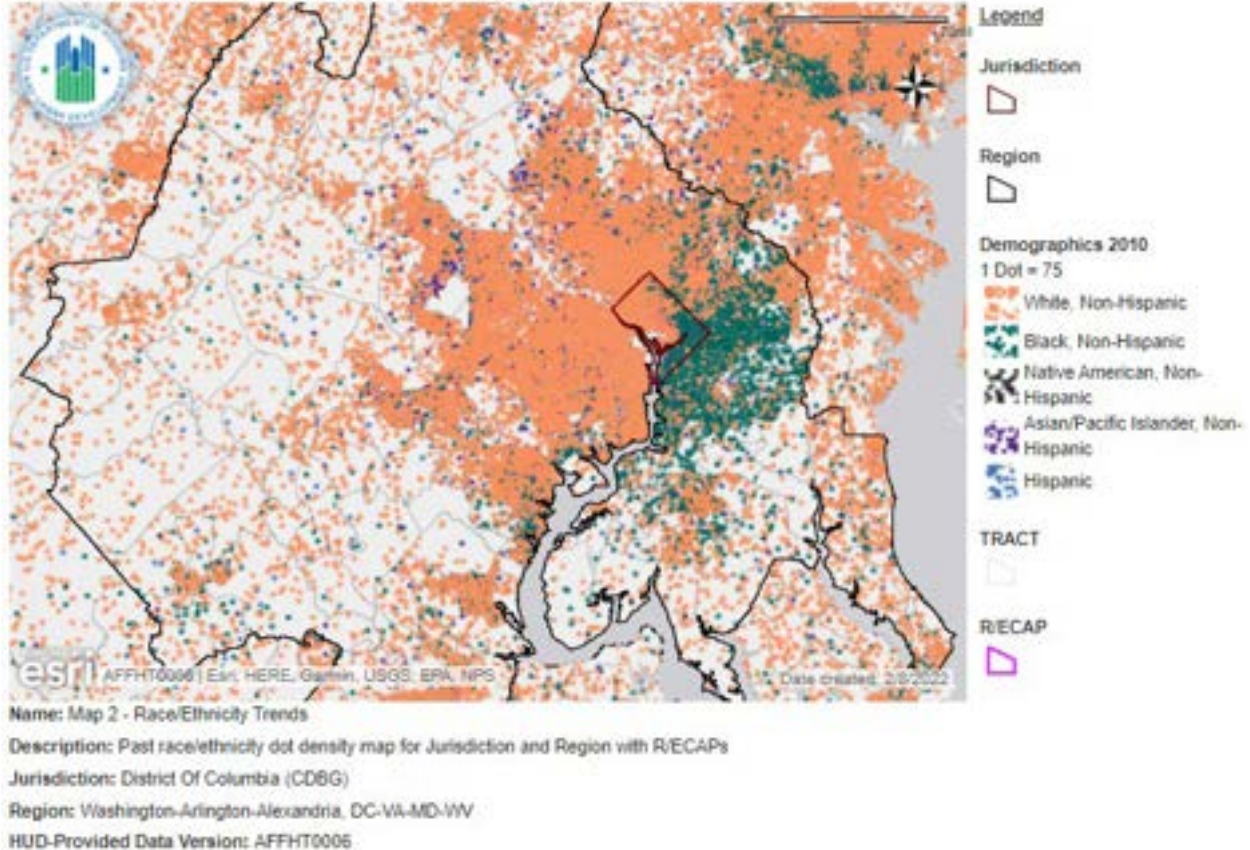 Legend
Jurisdiction
Region
Demographics 2010
1 Dot = 75
White, Non-Hispanic
Black, Non-Hispanic
Native American, Non-
Hispanic
Asian/Pacific Islander, Non-
Hispanic
Hispanic
TRACT
R/ECAP
esri AFFHT0006 | Esri, HERE, Garmin, USGS, EPA, NPS
Date created: 2/8/2022
Name: Map 2 - Race/Ethnicity Trends
Description: Past race/ethnicity dot density map for Jurisdiction and Region with R/ECAPs
Jurisdiction: District Of Columbia (CDBG)
Region: Washington-Arlington-Alexandria, DC-VA-MD-WV
HUD-Provided Data Version: AFFHT0006